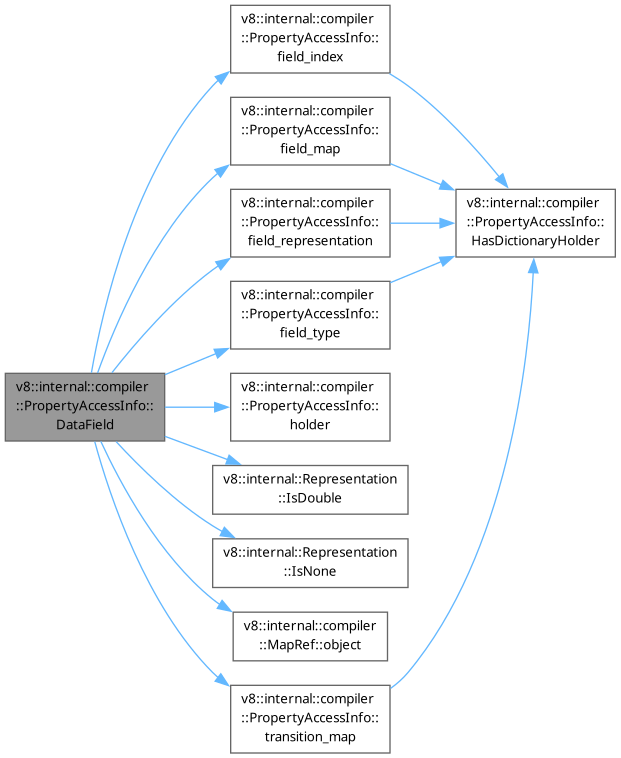 v8::internal::compiler
::PropertyAccessInfo::
field_index
v8::internal::compiler
::PropertyAccessInfo::
field_map
v8::internal::compiler
::PropertyAccessInfo::
field_representation
v8::internal::compiler
::PropertyAccessInfo::
HasDictionaryHolder
v8::internal::compiler
::PropertyAccessInfo::
field_type
v8::internal::compiler
::PropertyAccessInfo::
DataField
v8::internal::compiler
::PropertyAccessInfo::
holder
v8::internal::Representation
::IsDouble
v8::internal::Representation
::IsNone
v8::internal::compiler
::MapRef::object
v8::internal::compiler
::PropertyAccessInfo::
transition_map